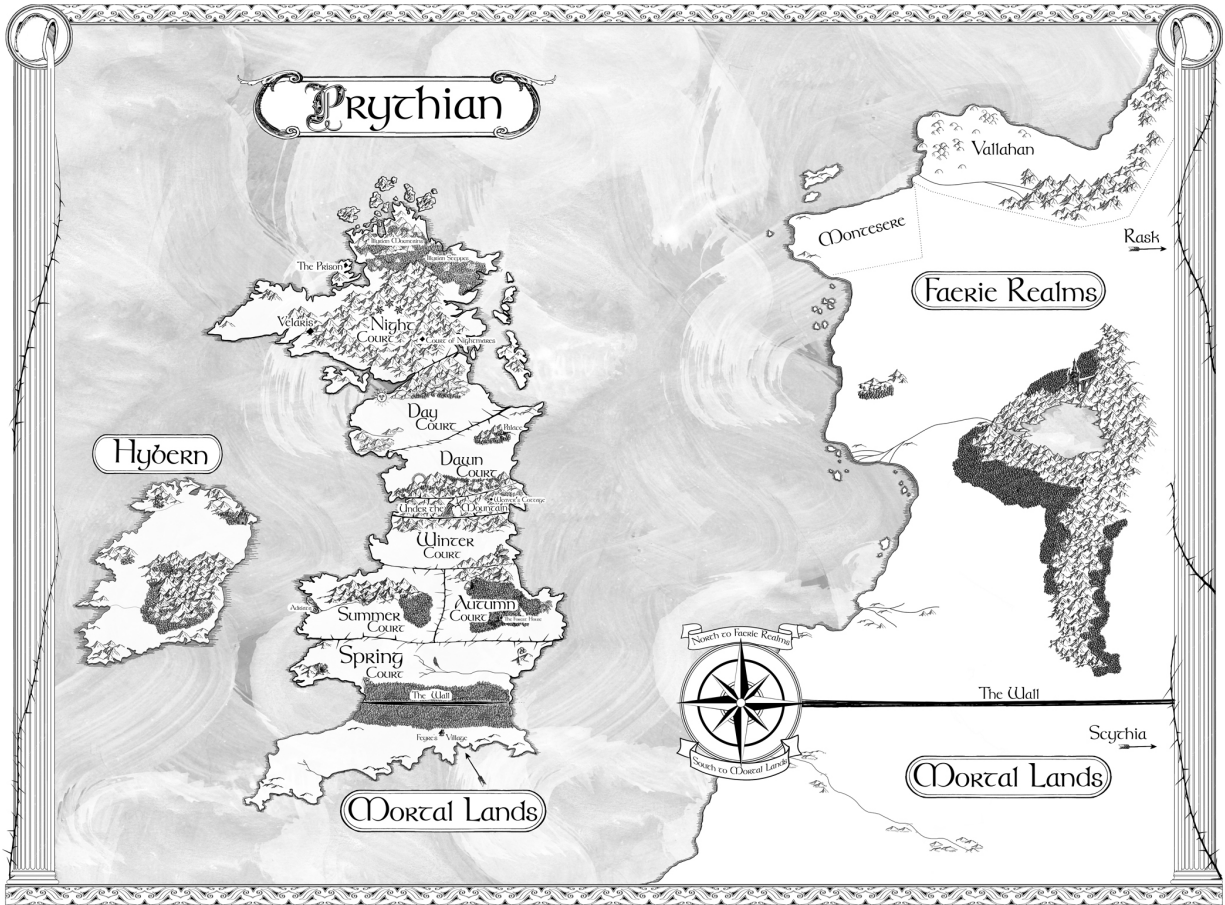 Prythian
Vallahan
Montesere
Rask
Faerie Realms
Illyrian Mountains
Illyrian Steppes
The Prison
Velaris
Night
Court
Court of Nightmares
Day
Court
Palace
Hybern
Dawn
Court
Weaver's Cottage
Under the Mountain
Winter
Court
Adriata
Summer
Court
Autumn
Court
The Forest House
Spring
Court
The Wall
Feyre's Village
Mortal Lands
North to Faerie Realms
South to Mortal Lands
The Wall
Scythia
Mortal Lands